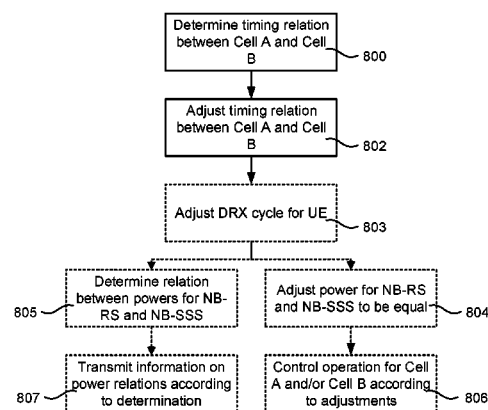 Determine timing relation
between Cell A and Cell
B
800
Adjust timing relation
between Cell A and Cell
B
802
Adjust DRX cycle for UE
803
Determine relation
between powers for NB-
RS and NB-SSS
805
Adjust power for NB-RS
and NB-SSS to be equal
804
Transmit information on
power relations according
to determination
807
Control operation for Cell
A and/or Cell B according
to adjustments
806